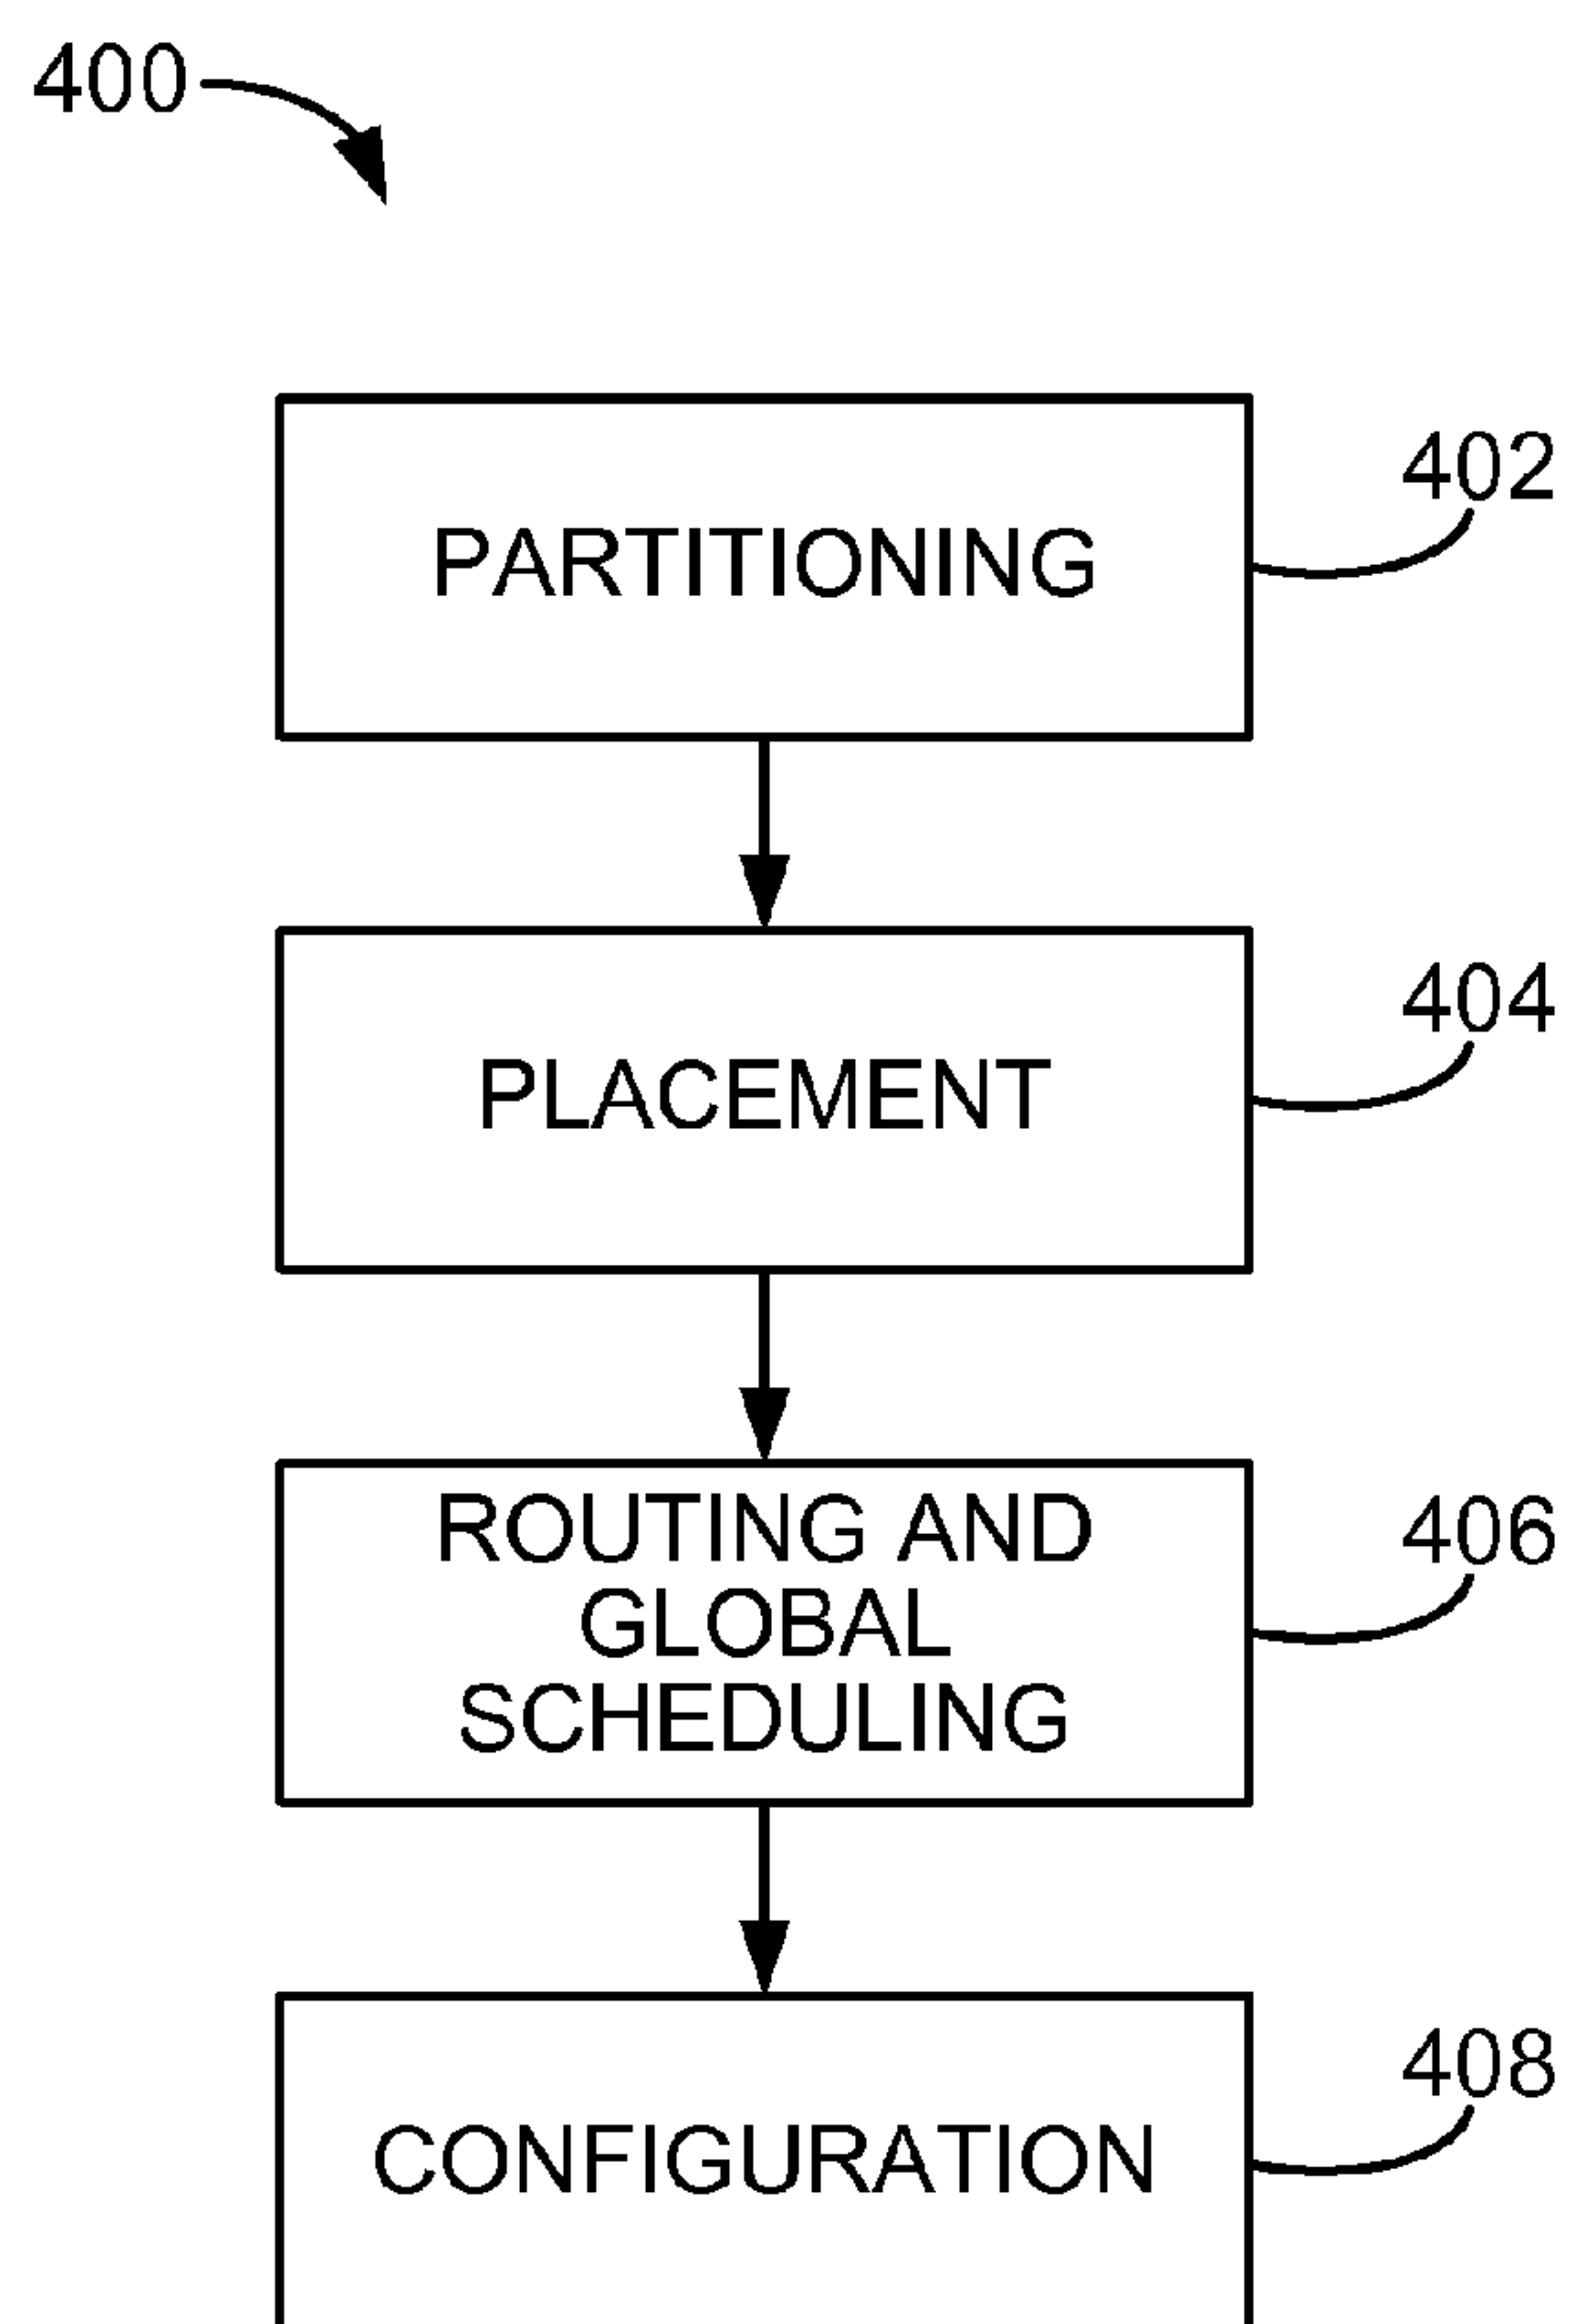 400
PARTITIONING
402
PLACEMENT
404
ROUTING AND
GLOBAL
SCHEDULING
406
CONFIGURATION
408